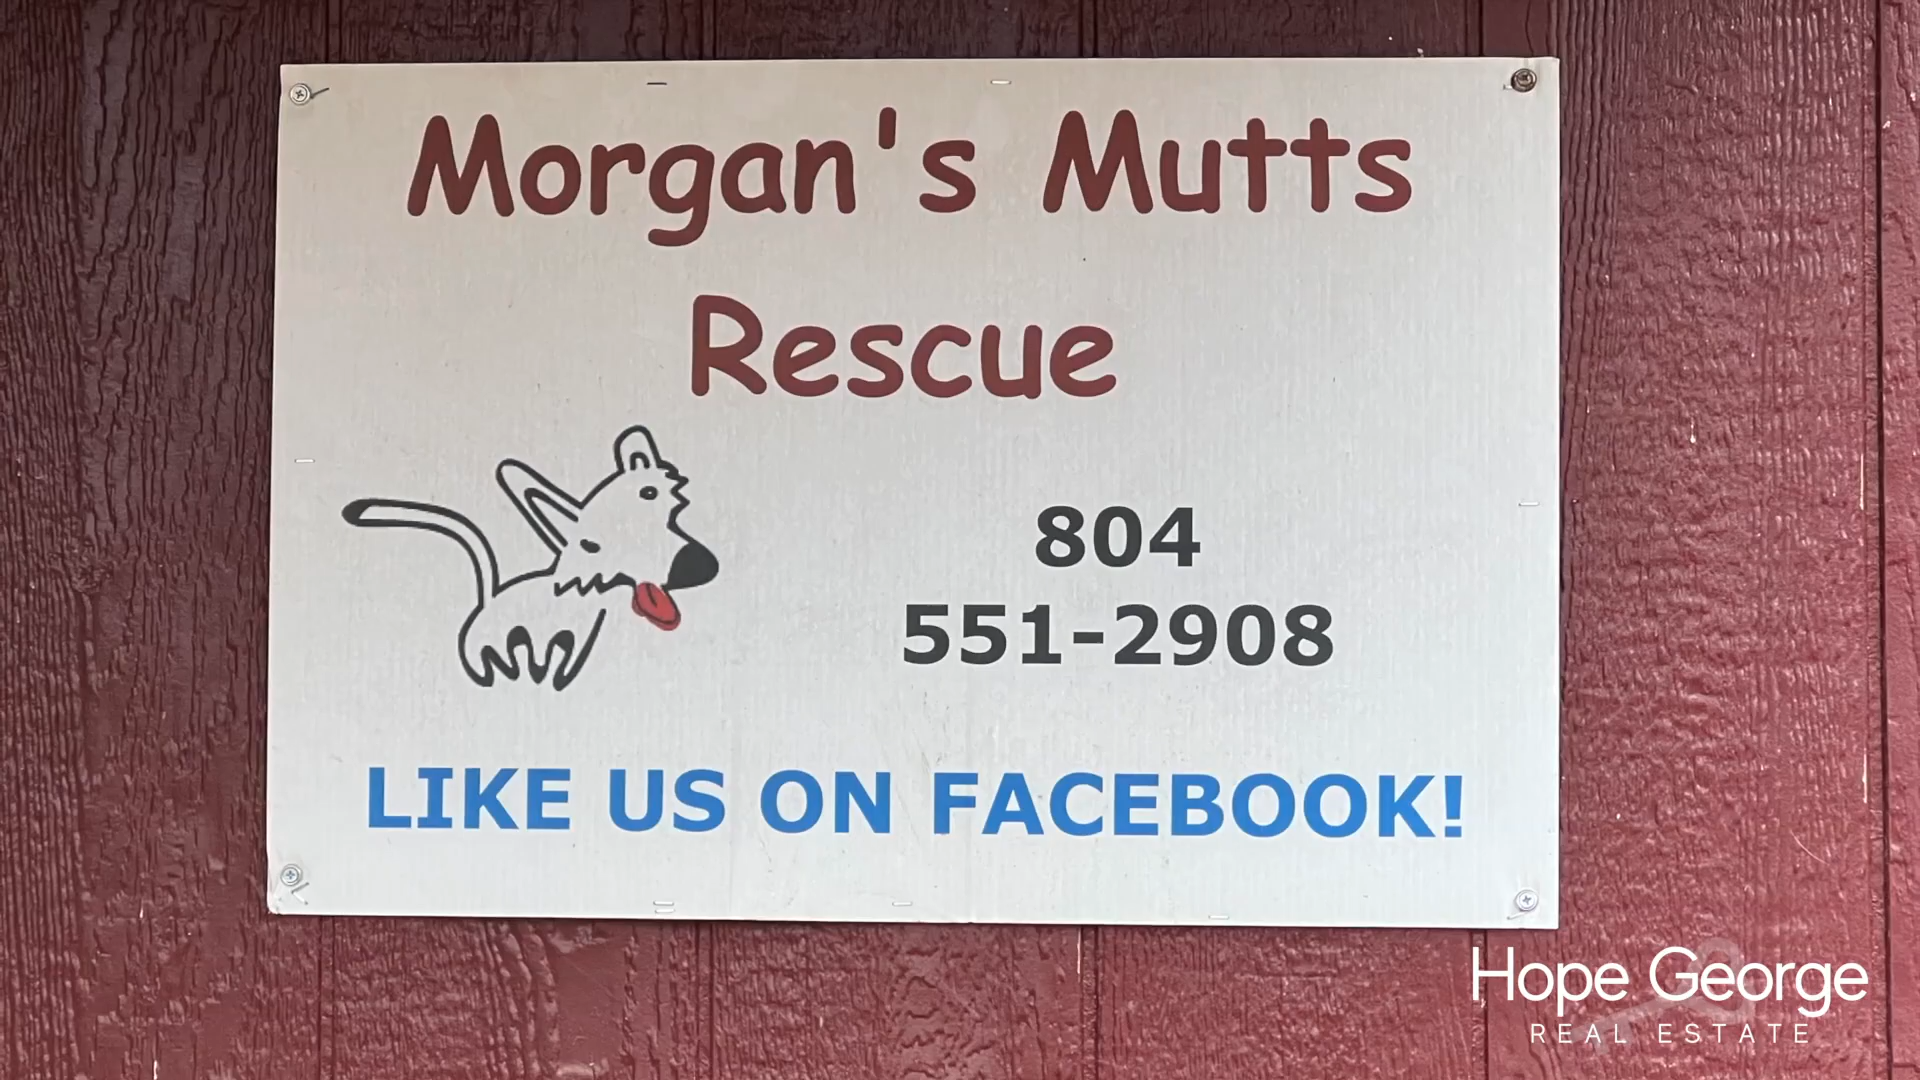 Morgan's Mutts
Rescue
804
551-2908
LIKE US ON FACEBOOK!
Hope George
REAL ESTATE